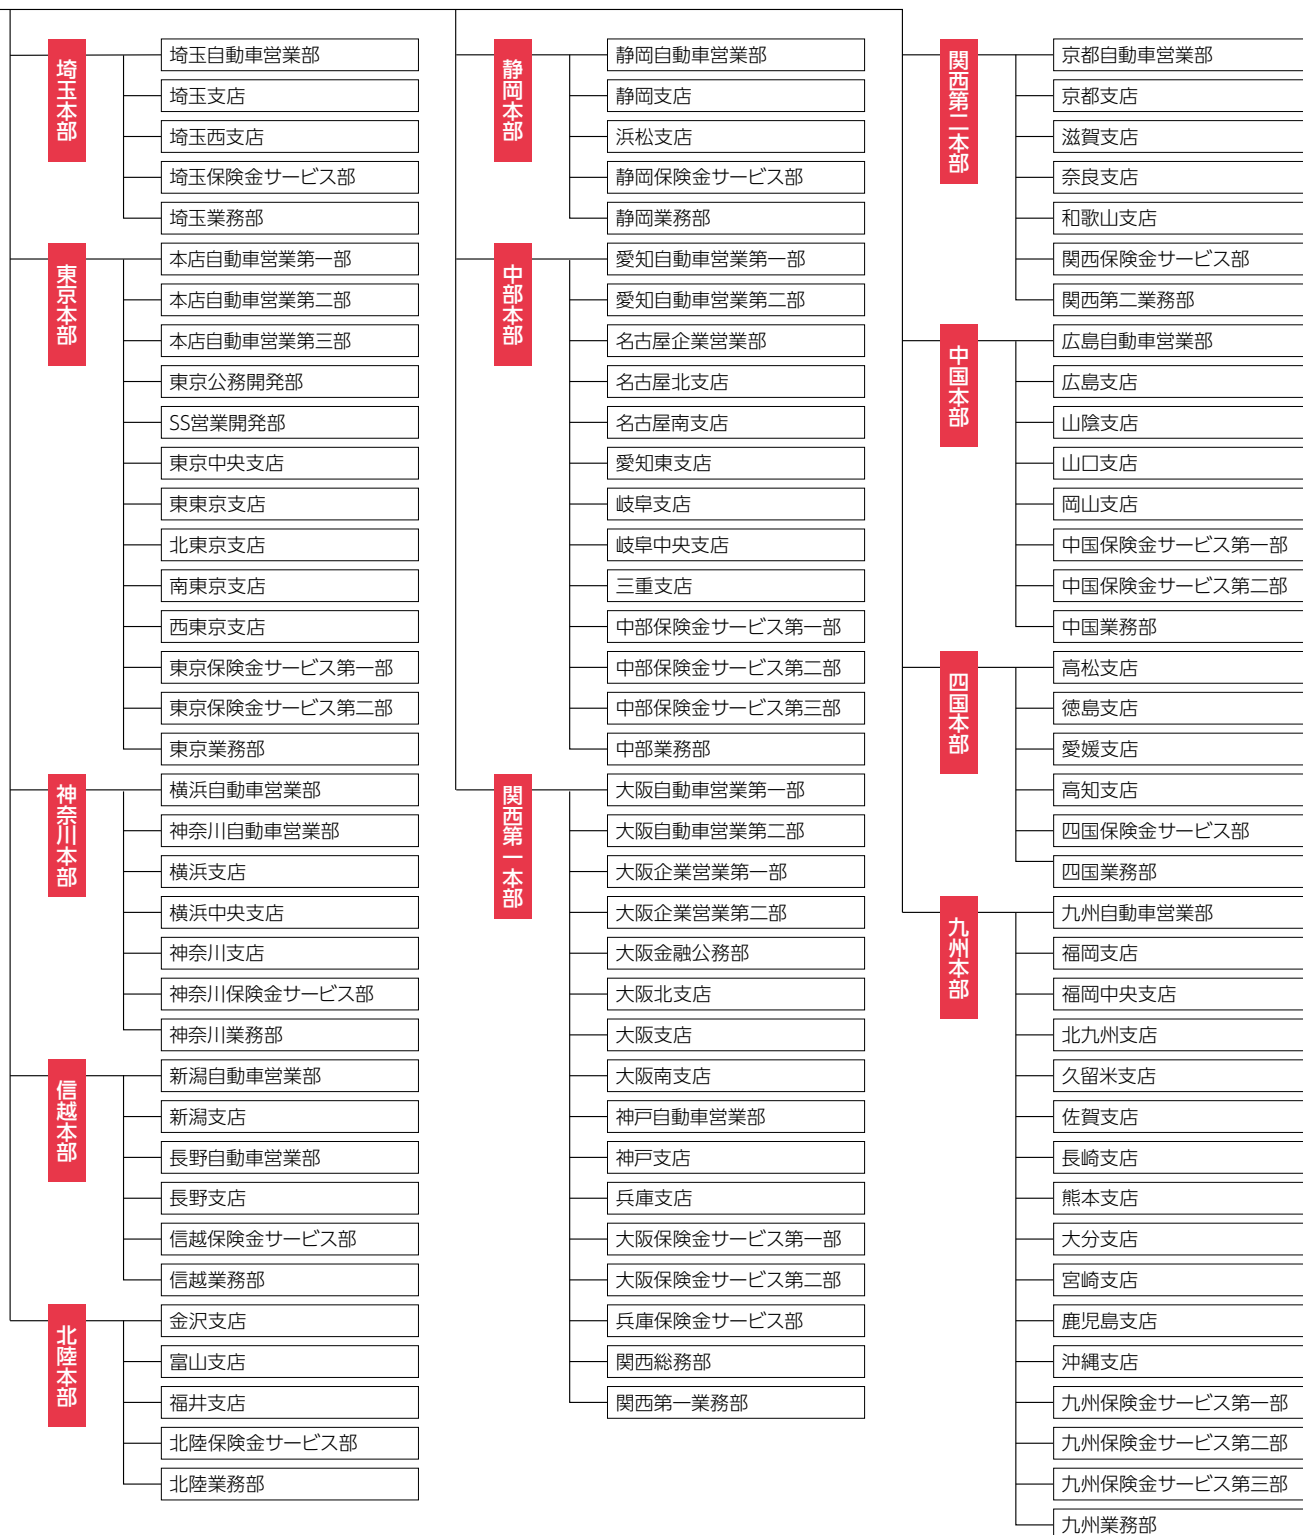 埼玉本部
埼玉自動車営業部
埼玉支店
埼玉西支店
埼玉保険金サービス部
埼玉業務部
東京本部
本店自動車営業第一部
本店自動車営業第二部
本店自動車営業第三部
東京公務開発部
SS営業開発部
東京中央支店
東東京支店
北東京支店
南東京支店
西東京支店
東京保険金サービス第一部
東京保険金サービス第二部
東京業務部
神奈川本部
横浜自動車営業部
神奈川自動車営業部
横浜支店
横浜中央支店
神奈川支店
神奈川保険金サービス部
神奈川業務部
信越本部
新潟自動車営業部
新潟支店
長野自動車営業部
長野支店
信越保険金サービス部
信越業務部
北陸本部
金沢支店
富山支店
福井支店
北陸保険金サービス部
北陸業務部
静岡本部
静岡自動車営業部
静岡支店
浜松支店
静岡保険金サービス部
静岡業務部
中部本部
愛知自動車営業第一部
愛知自動車営業第二部
名古屋企業営業部
名古屋北支店
名古屋南支店
愛知東支店
岐阜支店
岐阜中央支店
三重支店
中部保険金サービス第一部
中部保険金サービス第二部
中部保険金サービス第三部
中部業務部
関西第一本部
大阪自動車営業第一部
大阪自動車営業第二部
大阪企業営業第一部
大阪企業営業第二部
大阪金融公務部
大阪北支店
大阪支店
大阪南支店
神戸自動車営業部
神戸支店
兵庫支店
大阪保険金サービス第一部
大阪保険金サービス第二部
兵庫保険金サービス部
関西総務部
関西第一業務部
関西第二本部
京都自動車営業部
京都支店
滋賀支店
奈良支店
和歌山支店
関西保険金サービス部
関西第二業務部
中国本部
広島自動車営業部
広島支店
山陰支店
山口支店
岡山支店
中国保険金サービス第一部
中国保険金サービス第二部
中国業務部
四国本部
高松支店
徳島支店
愛媛支店
高知支店
四国保険金サービス部
四国業務部
九州本部
九州自動車営業部
福岡支店
福岡中央支店
北九州支店
久留米支店
佐賀支店
長崎支店
熊本支店
大分支店
宮崎支店
鹿児島支店
沖縄支店
九州保険金サービス第一部
九州保険金サービス第二部
九州保険金サービス第三部
九州業務部